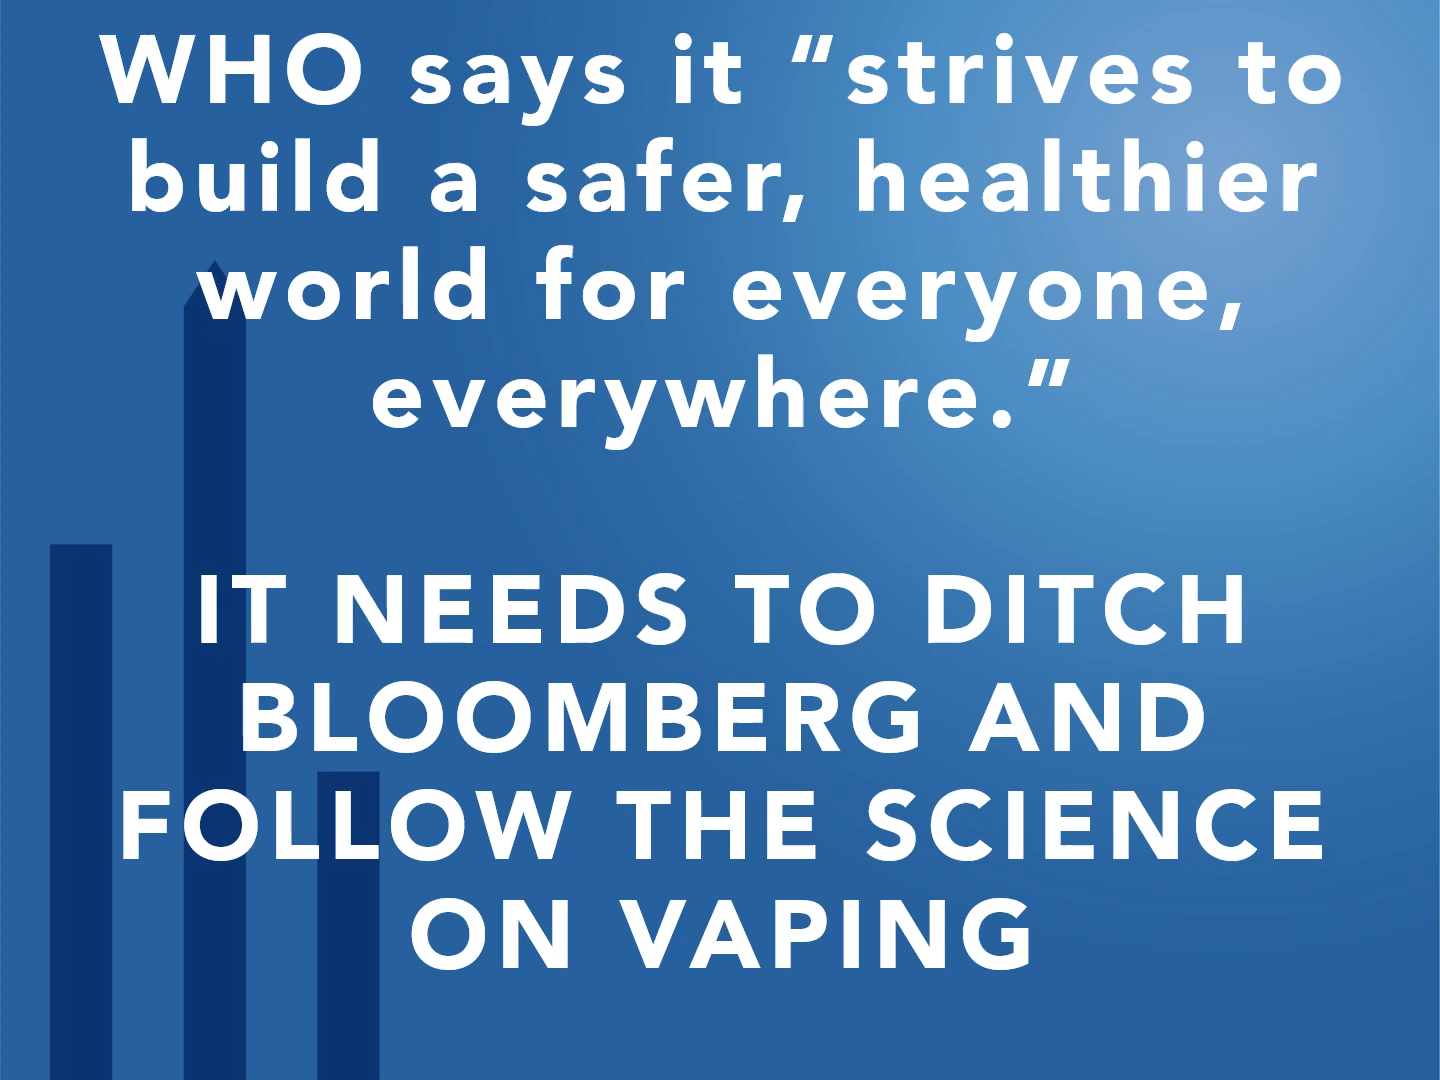 WHO says it “strives to
build a safer, healthier
world for everyone,
everywhere.”
IT NEEDS TO DITCH
BLOOMBERG AND
FOLLOW THE SCIENCE
ON VAPING